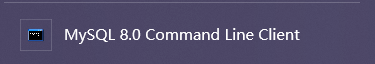 MySQL 8.0 Command Line Client